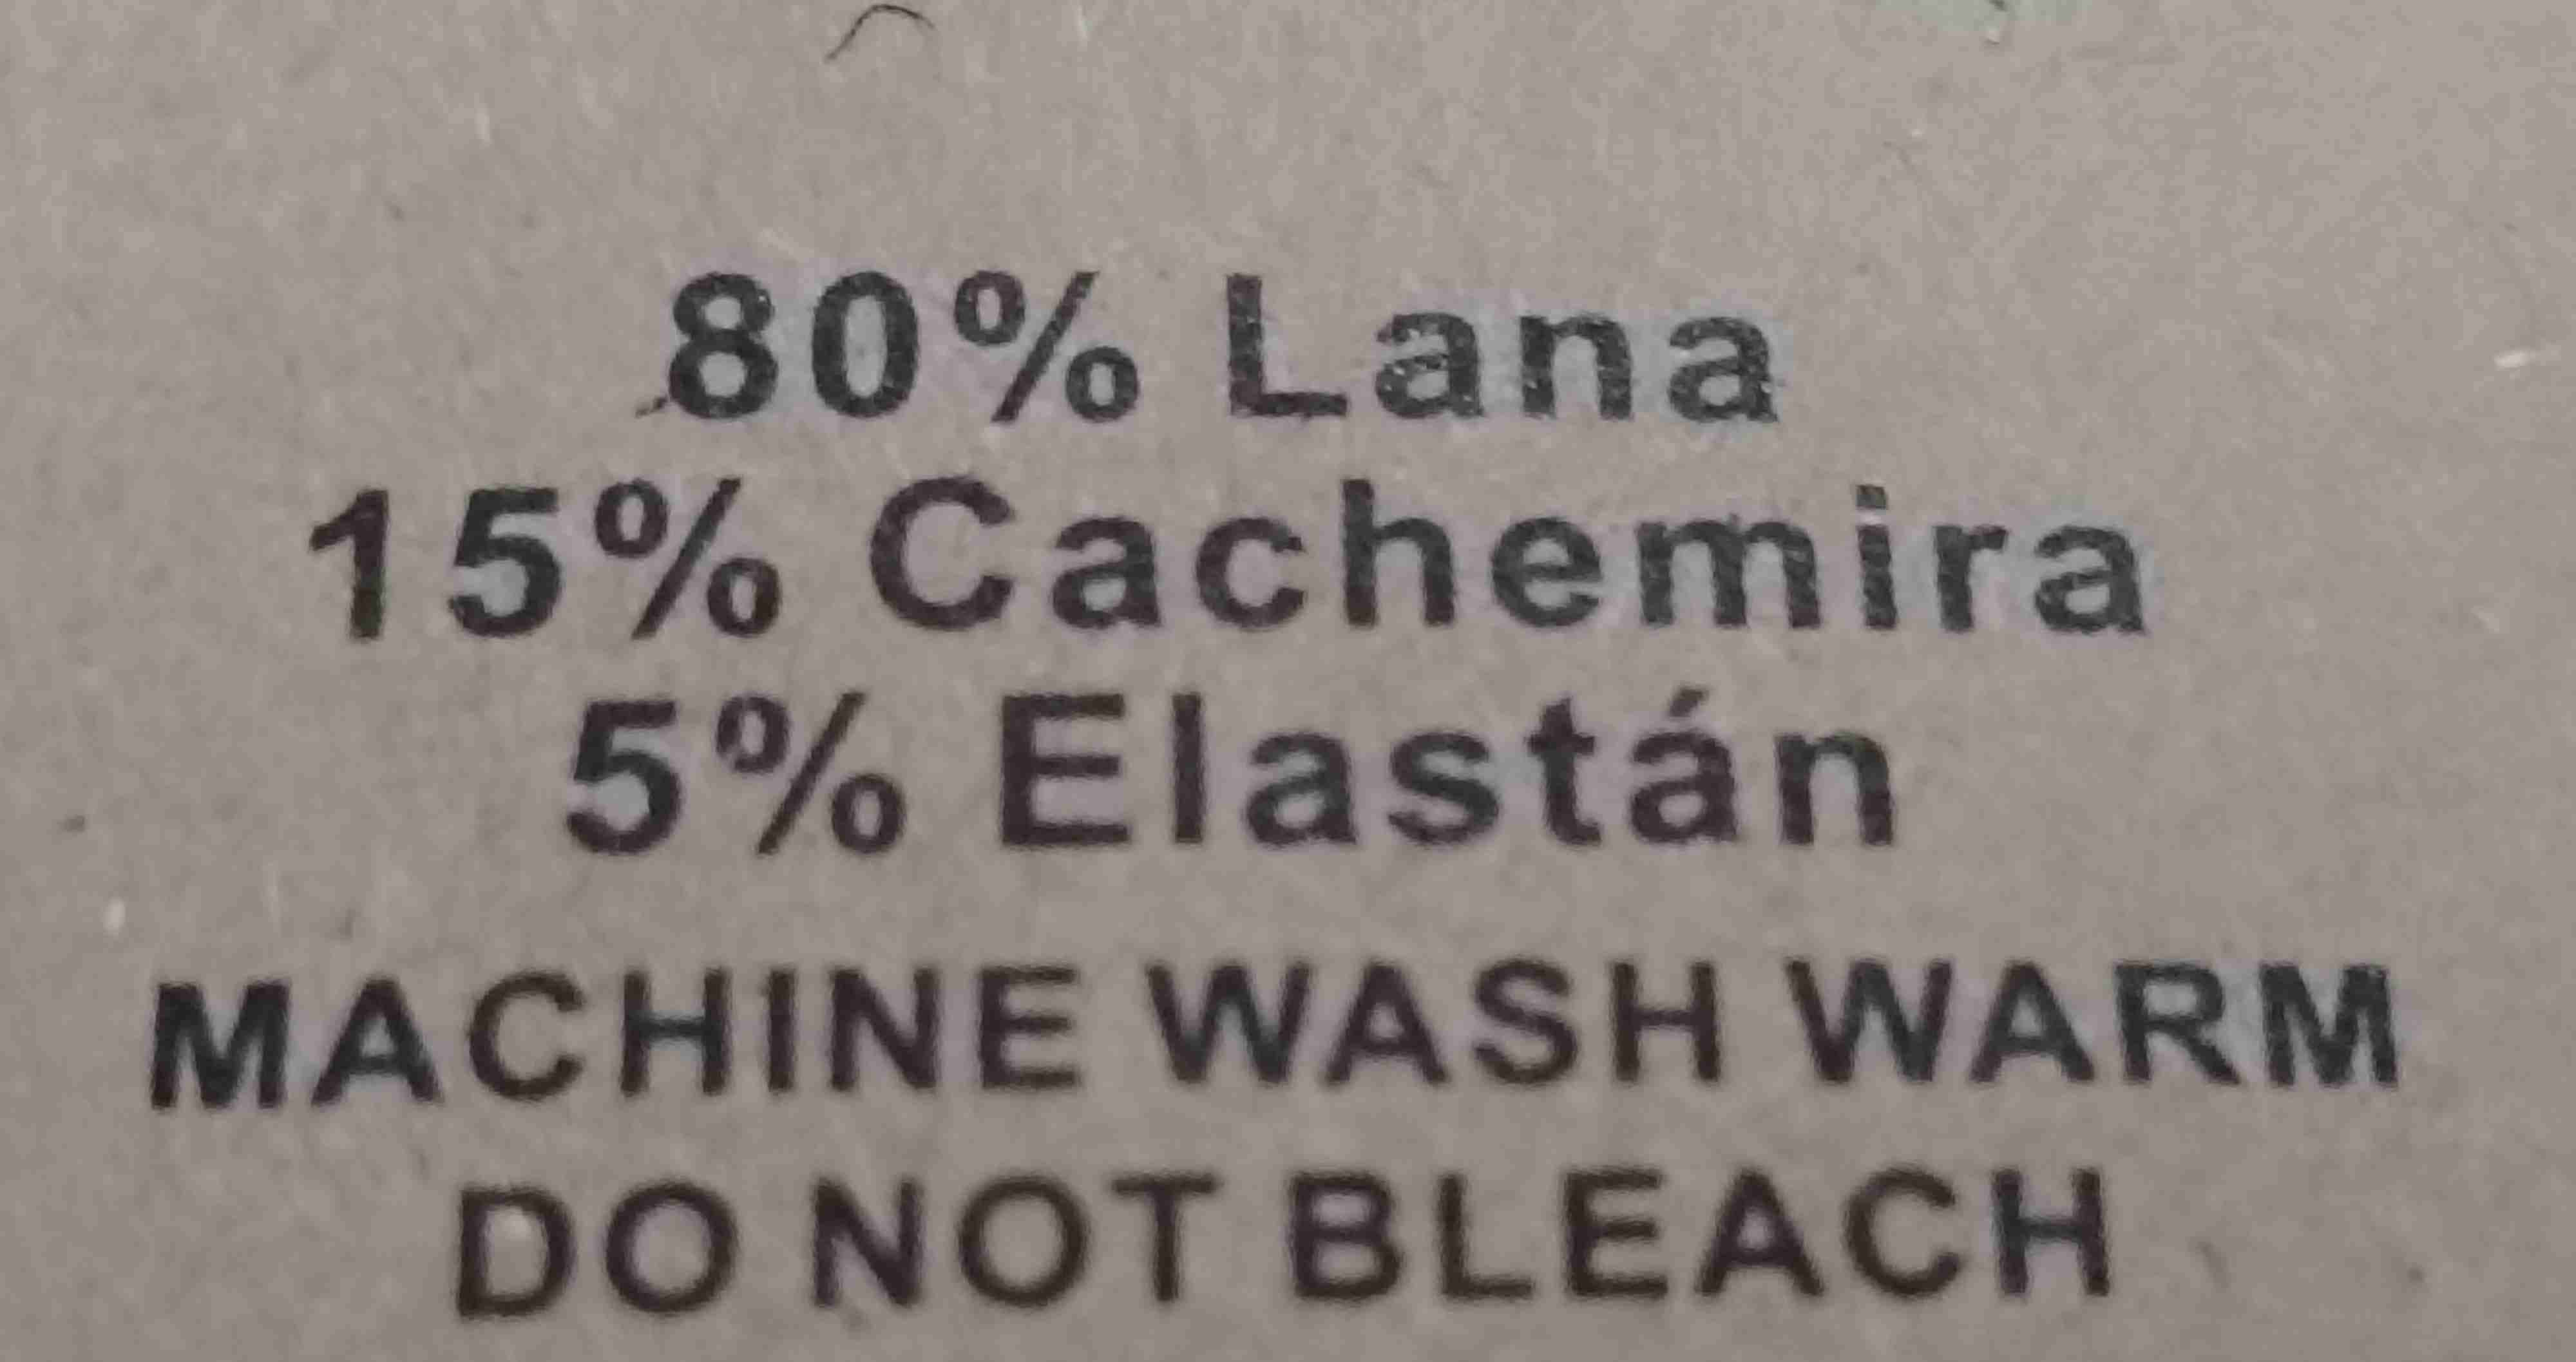 80% Lana
15% Cachemira
5% Elastán
MACHINE WASH WARM
DO NOT BLEACH